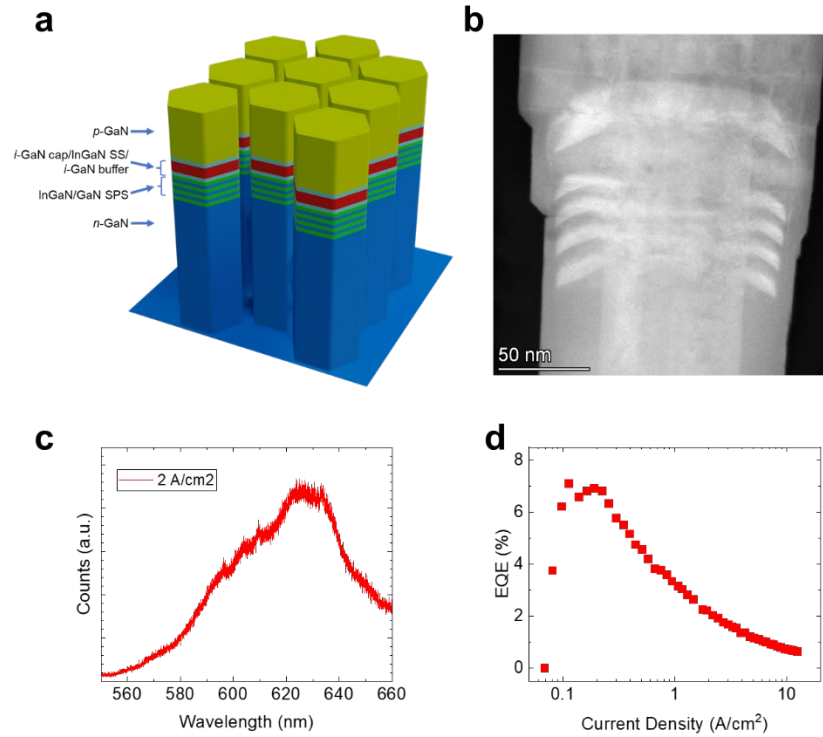 a
p-GaN
i-GaN cap/InGaN SS/
i-GaN buffer
InGaN/GaN SPS
n-GaN
b
50 nm
c
2 A/cm2
Counts (a.u.)
560 580 600 620 640 660
Wavelength (nm)
d
8
6
4
2
0
EQE (%)
0.1 1 10
Current Density (A/cm²)